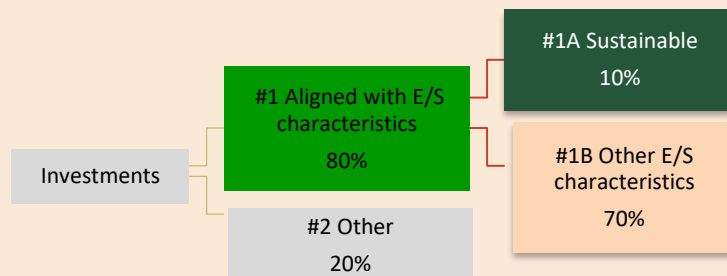 #1A Sustainable
10%
#1 Aligned with E/S
characteristics
80%
#1B Other E/S
characteristics
70%
Investments
#2 Other
20%